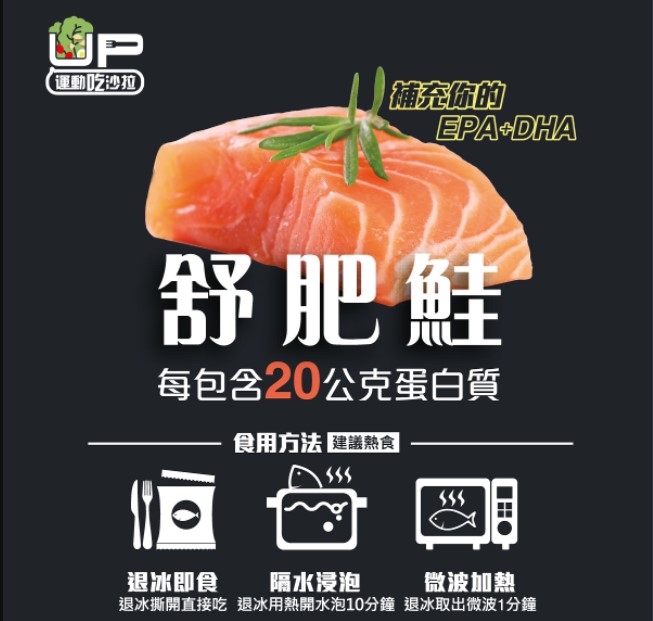 UP
運動吃沙拉
補充你的
EPA+DHA
舒肥鮭
每包含20公克蛋白質
食用方法 建議熱食
退冰即食 隔水浸泡 微波加熱
退冰撕開直接吃 退冰用熱開水泡10分鐘 退冰取出微波1分鐘